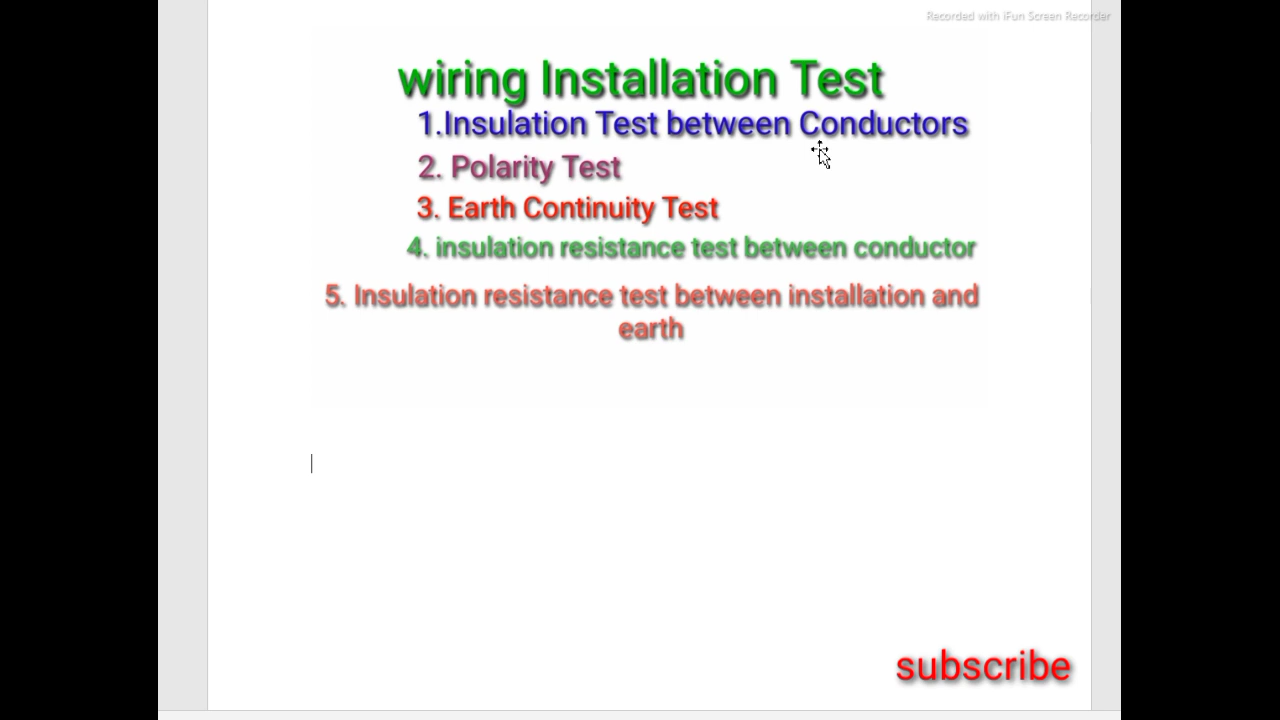 Recorded with iFun Screen Recorder
wiring Installation Test
1.Insulation Test between Conductors
2. Polarity Test
3. Earth Continuity Test
4. insulation resistance test between conductor
5. Insulation resistance test between installation and
earth
subscribe